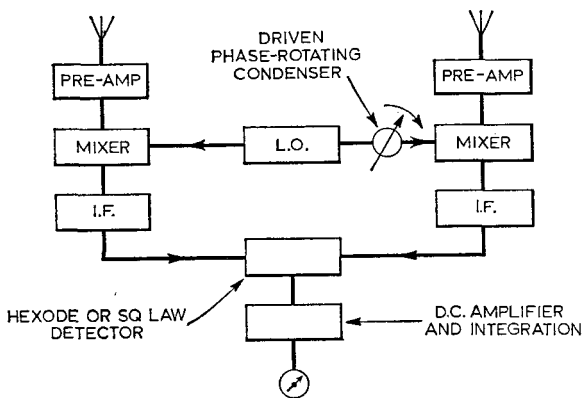 DRIVEN
PHASE-ROTATING
CONDENSER
PRE-AMP
PRE-AMP
MIXER
L.O.
MIXER
I.F.
I.F.
HEXODE OR SQ LAW
DETECTOR
D.C. AMPLIFIER
AND INTEGRATION